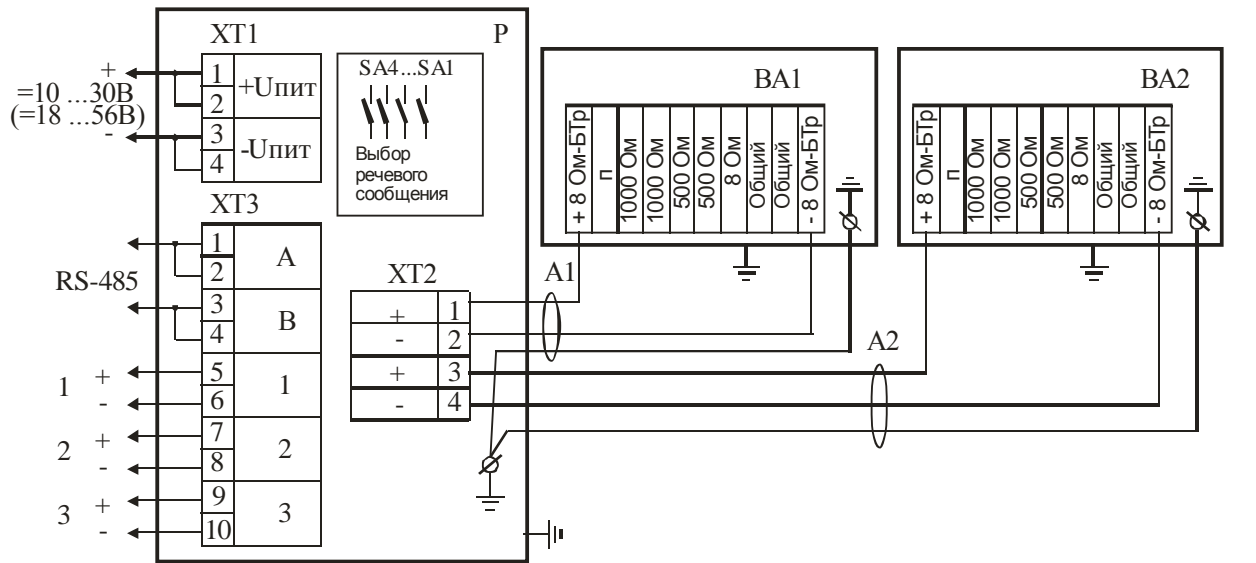 XT1
P
1
2
3
4
+Uпит
-Uпит
+
=10 ...30В
(=18 ...56В)
-
SA4...SA1
Выбор
речевого
сообщения
XT3
1
2
3
4
5
6
7
8
9
10
A
B
1
2
3
RS-485
1 +
-
2 +
-
3 +
-
XT2
+ 1
- 2
+ 3
- 4
A1
A2
BA1
+ 8 Ом-БТр
п
1000 Ом
1000 Ом
500 Ом
500 Ом
8 Ом
Общий
Общий
- 8 Ом-БТр
BA2
+ 8 Ом-БТр
п
1000 Ом
1000 Ом
500 Ом
500 Ом
8 Ом
Общий
Общий
- 8 Ом-БТр